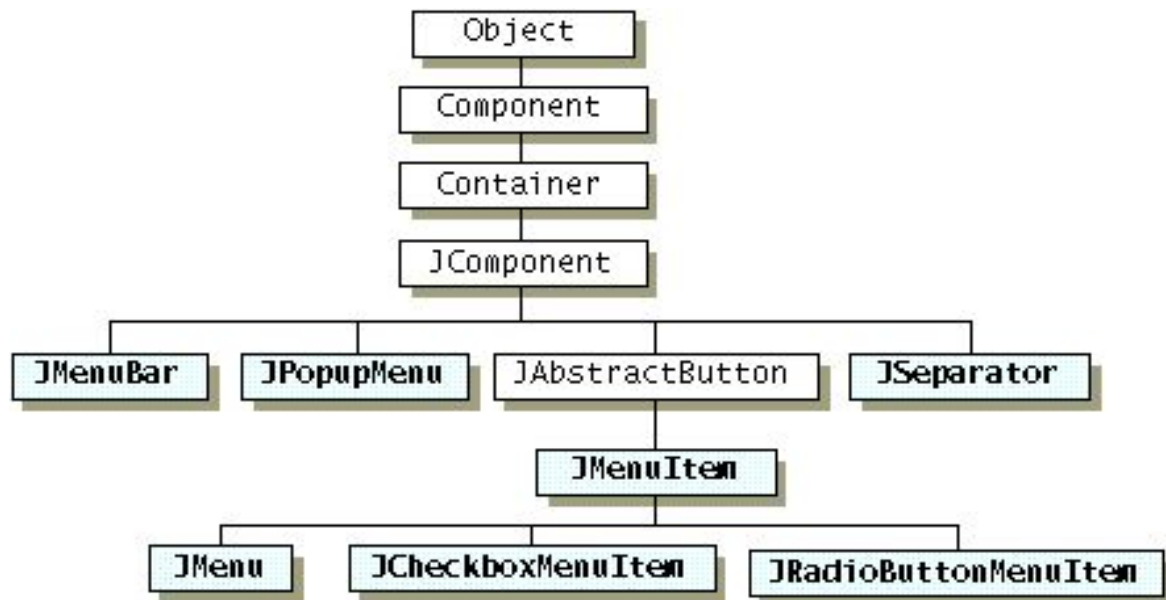 Object
Component
Container
JComponent
JMenuBar JPopupMenu JAbstractButton JSeparator
JMenuItem
JMenu JCheckboxMenuItem JRadioButtonMenuItem